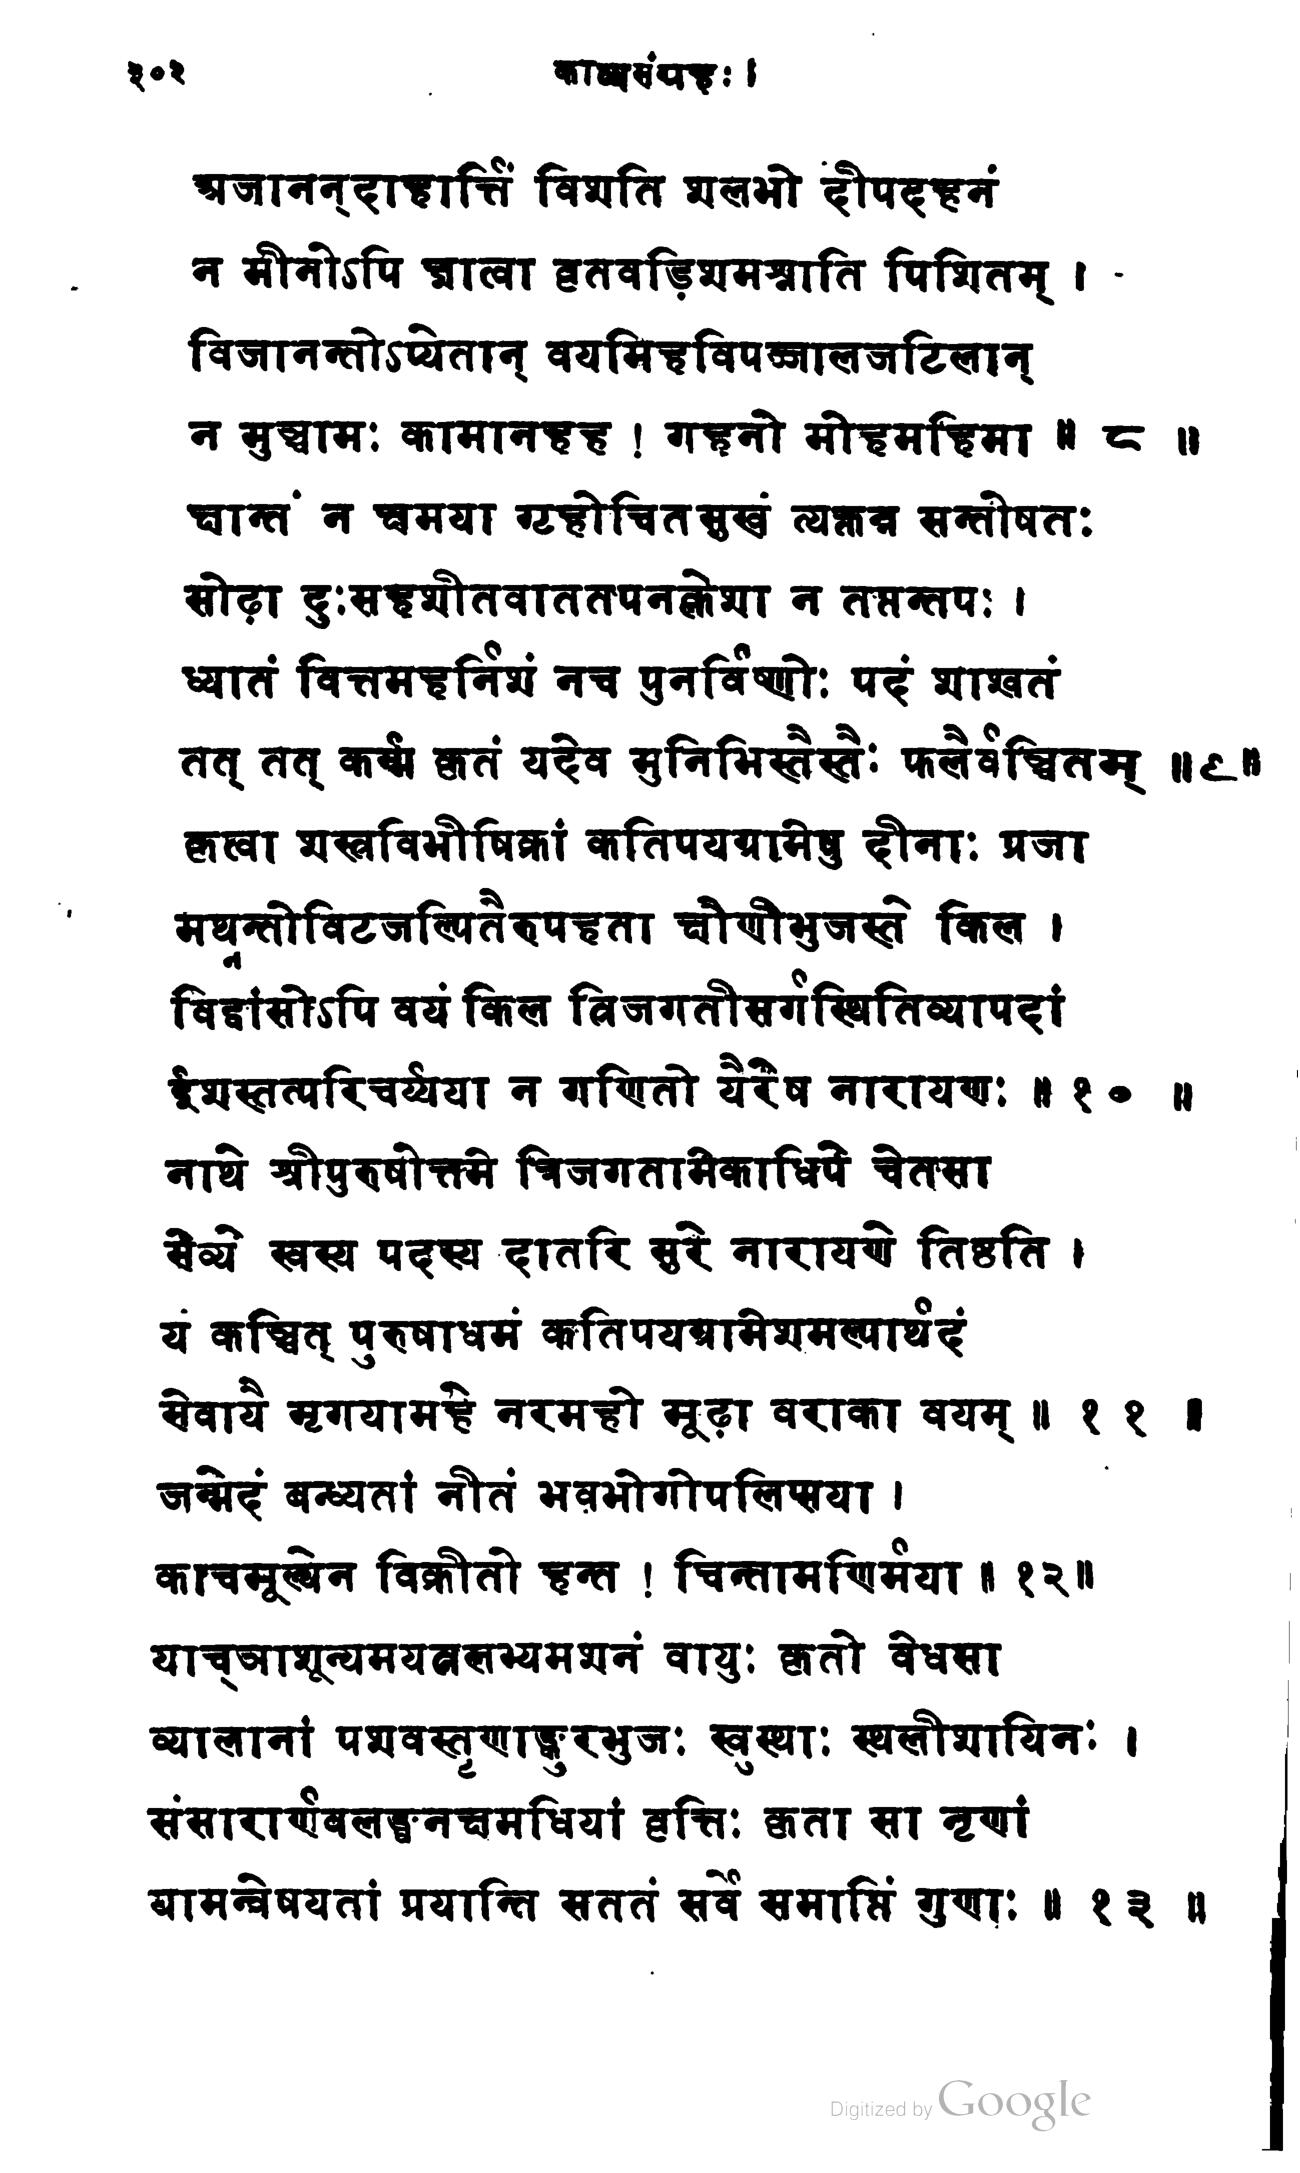 ३०२
काव्यसंग्रहः।
अजानन्दाहार्त्तिं विशति शलभो दीपदहनं
न मीनोऽपि ज्ञात्वा वृतवड़िशमश्नाति पिशितम् ।
विजानन्तोऽप्येतान् वयमिहविपज्जालजटिलान्
न मुञ्चामः कामानहह ! गहनो मोहमहिमा ॥ ८ ॥
क्षान्तं न क्षमया गृहोचितसुखं त्यक्तन्न सन्तोषतः
सोढ़ा दुःसहशीतवाततपनक्लेशा न तप्तन्तपः ।
ध्यातं वित्तमहर्निशं नच पुनर्विष्णोः पदं शाश्वतं
तत् तत् कर्म्म कृतं यदेव मुनिभिस्तैस्तैः फलैर्वञ्चितम् ॥९॥
कृत्वा शस्त्रविभीषिकां कतिपयग्रामेषु दीनाः प्रजा
मथ्नन्तोविटजल्पितैरुपहता क्षौणीभुजस्ते किल ।
विद्वांसोऽपि वयं किल त्रिजगतीसर्गस्थितिव्यापदां
ईशस्तत्परिचर्य्यया न गणितो यैरेष नारायणः ॥ १० ॥
नाथे श्रीपुरुषोत्तमे त्रिजगतामेकाधिपे चेतसा
सेव्ये स्वस्य पदस्य दातरि सुरे नारायणे तिष्ठति ।
यं कञ्चित् पुरुषाधमं कतिपयग्रामेशमल्पार्थदं
सेवायै मृगयामहे नरमहो मूढ़ा वराका वयम् ॥ ११ ॥
जन्मेदं बन्ध्यतां नीतं भवभोगोपलिप्सया ।
काचमूल्येन विक्रीतो हन्त ! चिन्तामणिर्मया ॥ १२॥
याच्ञाशून्यमयत्नलभ्यमशनं वायुः कृतो वेधसा
व्यालानां पशवस्तृणाङ्कुरभुजः स्वुस्थाः स्थलीशायिनः ।
संसारार्णवलङ्घनक्षमधियां वृत्तिः कृता सा नृणां
यामन्वेषयतां प्रयान्ति सततं सर्वे समाप्तिं गुणाः ॥ १३ ॥
Digitized by Google